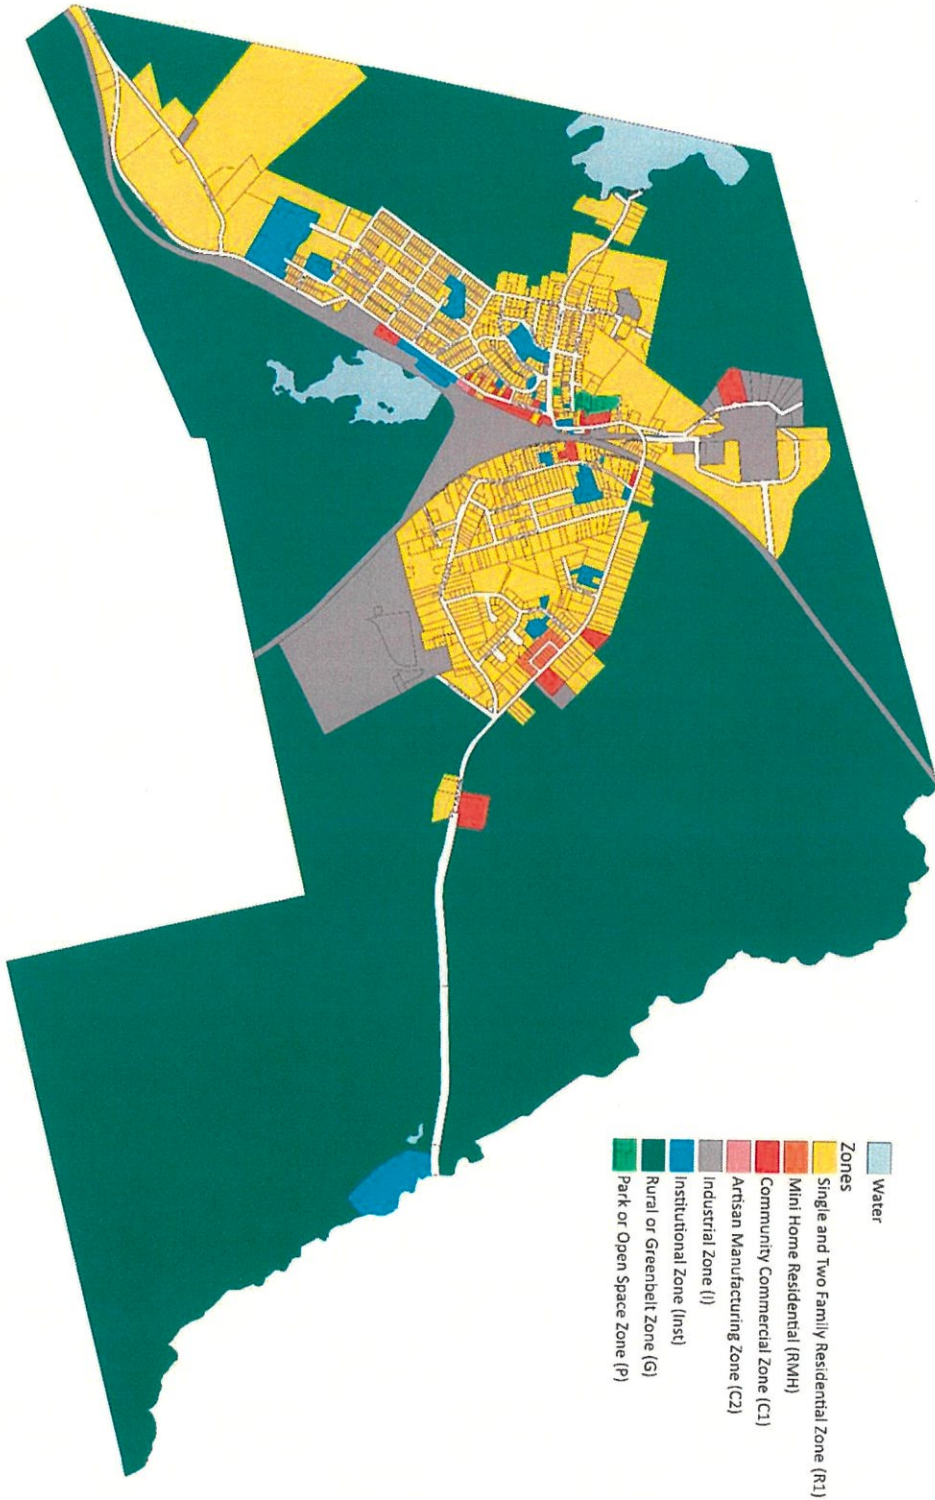 Water
Zones
Single and Two Family Residential Zone (R1)
Mini Home Residential (RMH)
Community Commercial Zone (C1)
Artisan Manufacturing Zone (C2)
Industrial Zone (I)
Institutional Zone (Inst)
Rural or Greenbelt Zone (G)
Park or Open Space Zone (P)